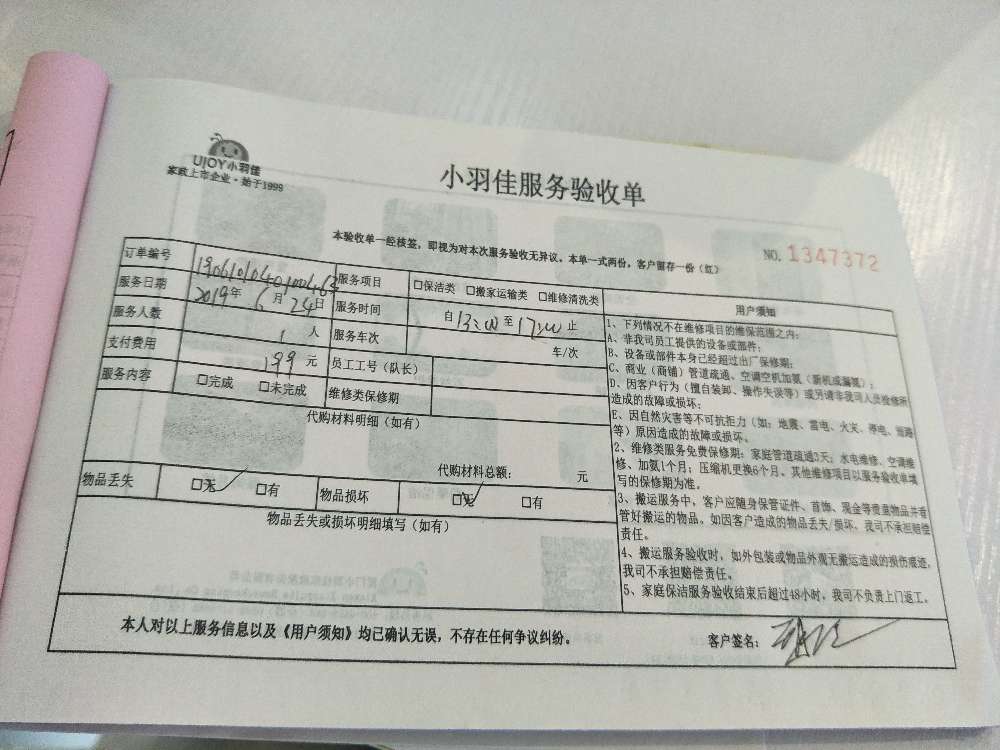 UJOY小羽佳
家政上市企业·始于1999
小羽佳服务验收单
本验收单一经核签，即视为对本次服务验收无异议。本单一式两份，客户留存一份（红）
NO. 1347372
订单编号 服务项目 □保洁类 □搬家运输类 □维修清洗类
服务日期 2019年 6月 24日 服务时间 自 13:00 至 17:00 止
服务人数 1 人 服务车次 车/次
支付费用 199 元 员工工号（队长）
服务内容 □完成 □未完成 维修类保修期
代购材料明细（如有）
代购材料总额： 元
物品丢失 □无 □有 物品损坏 □无 □有
物品丢失或损坏明细填写（如有）
用户须知
1、下列情况不在维修项目的维保范围之内：
A、非我司员工提供的设备或部件；
B、设备或部件本身已经超过出厂保修期；
C、商业（商铺）管道疏通、空调空机加氨（新机或漏氨）；
D、因客户行为（擅自装卸、操作失误等）或另请非我司人员检修所
造成的故障或损坏；
E、因自然灾害等不可抗拒力（如：地震、雷电、火灾、停电、短路
等）原因造成的故障或损坏。
2、维修类服务免费保修期：家庭管道疏通3天；水电维修、空调维
修、加氨1个月；压缩机更换6个月，其他维修项目以服务验收单填
写的保修期为准。
3、搬运服务中，客户应随身保管证件、首饰、现金等贵重物品并看
管好搬运的物品，如因客户造成的物品丢失/损坏，我司不承担赔偿
责任。
4、搬运服务验收时，如外包装或物品外观无搬运造成的损伤痕迹，
我司不承担赔偿责任。
5、家庭保洁服务验收结束后超过48小时，我司不负责上门返工。
本人对以上服务信息以及《用户须知》均已确认无误，不存在任何争议纠纷。
客户签名：